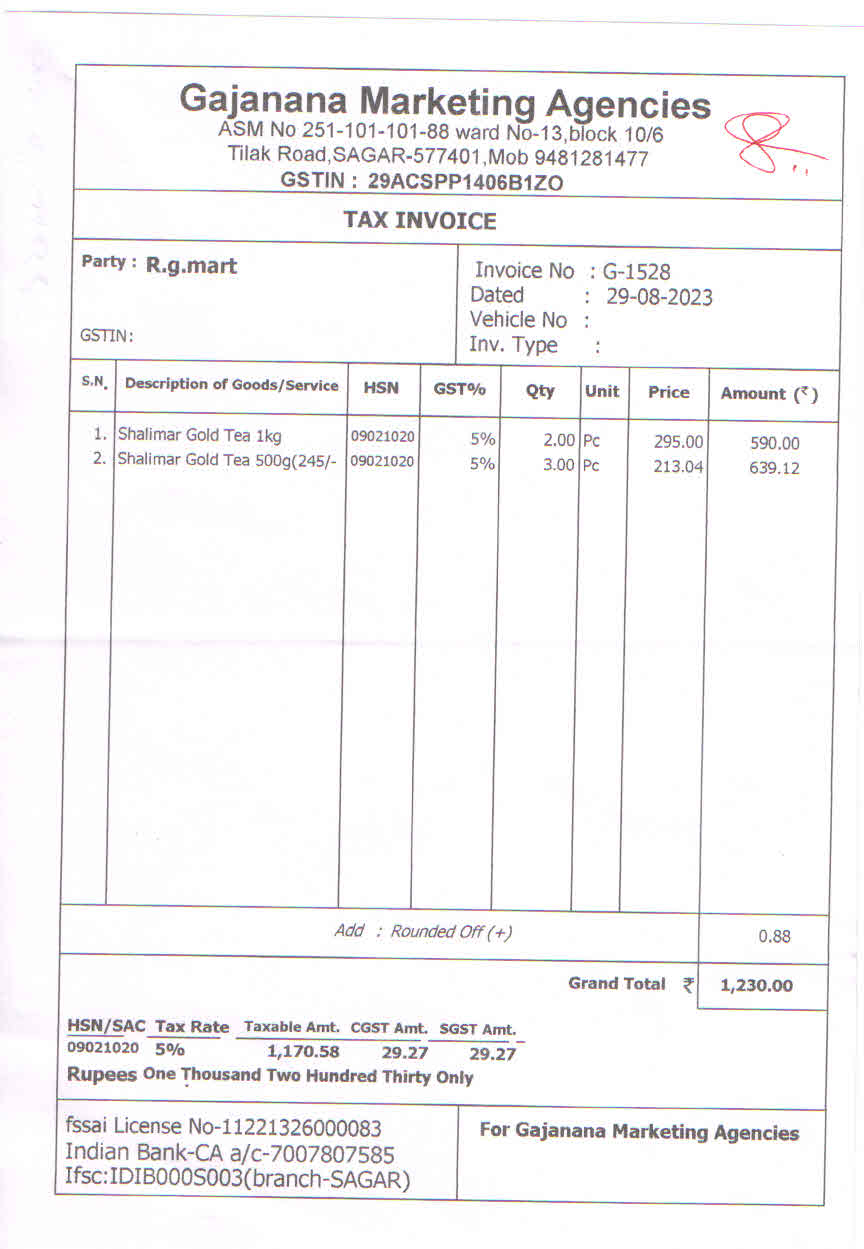 Gajanana Marketing Agencies
ASM No 251-101-101-88 ward No-13,block 10/6
Tilak Road,SAGAR-577401,Mob 9481281477
GSTIN : 29ACSPP1406B1ZO
TAX INVOICE
Party : R.g.mart
GSTIN:
Invoice No : G-1528
Dated : 29-08-2023
Vehicle No :
Inv. Type :
S.N. Description of Goods/Service HSN GST% Qty Unit Price Amount (₹)
1. Shalimar Gold Tea 1kg 09021020 5% 2.00 Pc 295.00 590.00
2. Shalimar Gold Tea 500g(245/- 09021020 5% 3.00 Pc 213.04 639.12
Add : Rounded Off (+) 0.88
Grand Total ₹ 1,230.00
HSN/SAC Tax Rate Taxable Amt. CGST Amt. SGST Amt.
09021020 5% 1,170.58 29.27 29.27
Rupees One Thousand Two Hundred Thirty Only
fssai License No-11221326000083
Indian Bank-CA a/c-7007807585
Ifsc:IDIB000S003(branch-SAGAR)
For Gajanana Marketing Agencies